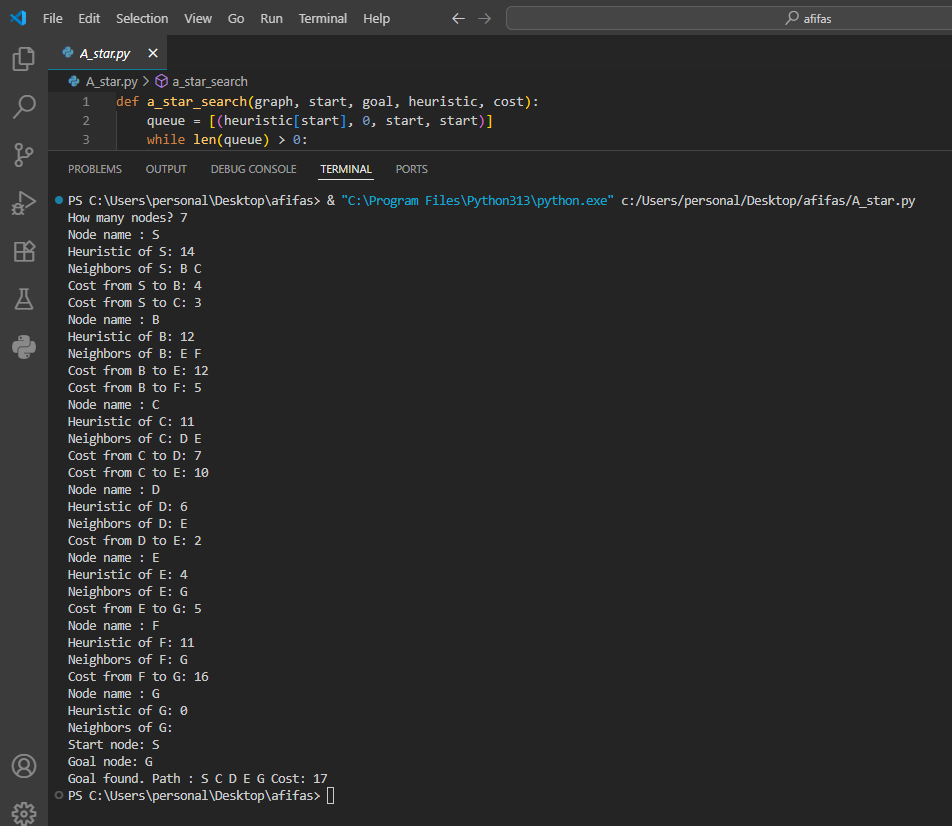 File Edit Selection View Go Run Terminal Help ← → afifas
A_star.py ×
A_star.py > a_star_search
1 def a_star_search(graph, start, goal, heuristic, cost):
2 queue = [(heuristic[start], 0, start, start)]
3 while len(queue) > 0:
PROBLEMS OUTPUT DEBUG CONSOLE TERMINAL PORTS
PS C:\Users\personal\Desktop\afifas> & "C:\Program Files\Python313\python.exe" c:/Users/personal/Desktop/afifas/A_star.py
How many nodes? 7
Node name : S
Heuristic of S: 14
Neighbors of S: B C
Cost from S to B: 4
Cost from S to C: 3
Node name : B
Heuristic of B: 12
Neighbors of B: E F
Cost from B to E: 12
Cost from B to F: 5
Node name : C
Heuristic of C: 11
Neighbors of C: D E
Cost from C to D: 7
Cost from C to E: 10
Node name : D
Heuristic of D: 6
Neighbors of D: E
Cost from D to E: 2
Node name : E
Heuristic of E: 4
Neighbors of E: G
Cost from E to G: 5
Node name : F
Heuristic of F: 11
Neighbors of F: G
Cost from F to G: 16
Node name : G
Heuristic of G: 0
Neighbors of G:
Start node: S
Goal node: G
Goal found. Path : S C D E G Cost: 17
PS C:\Users\personal\Desktop\afifas>